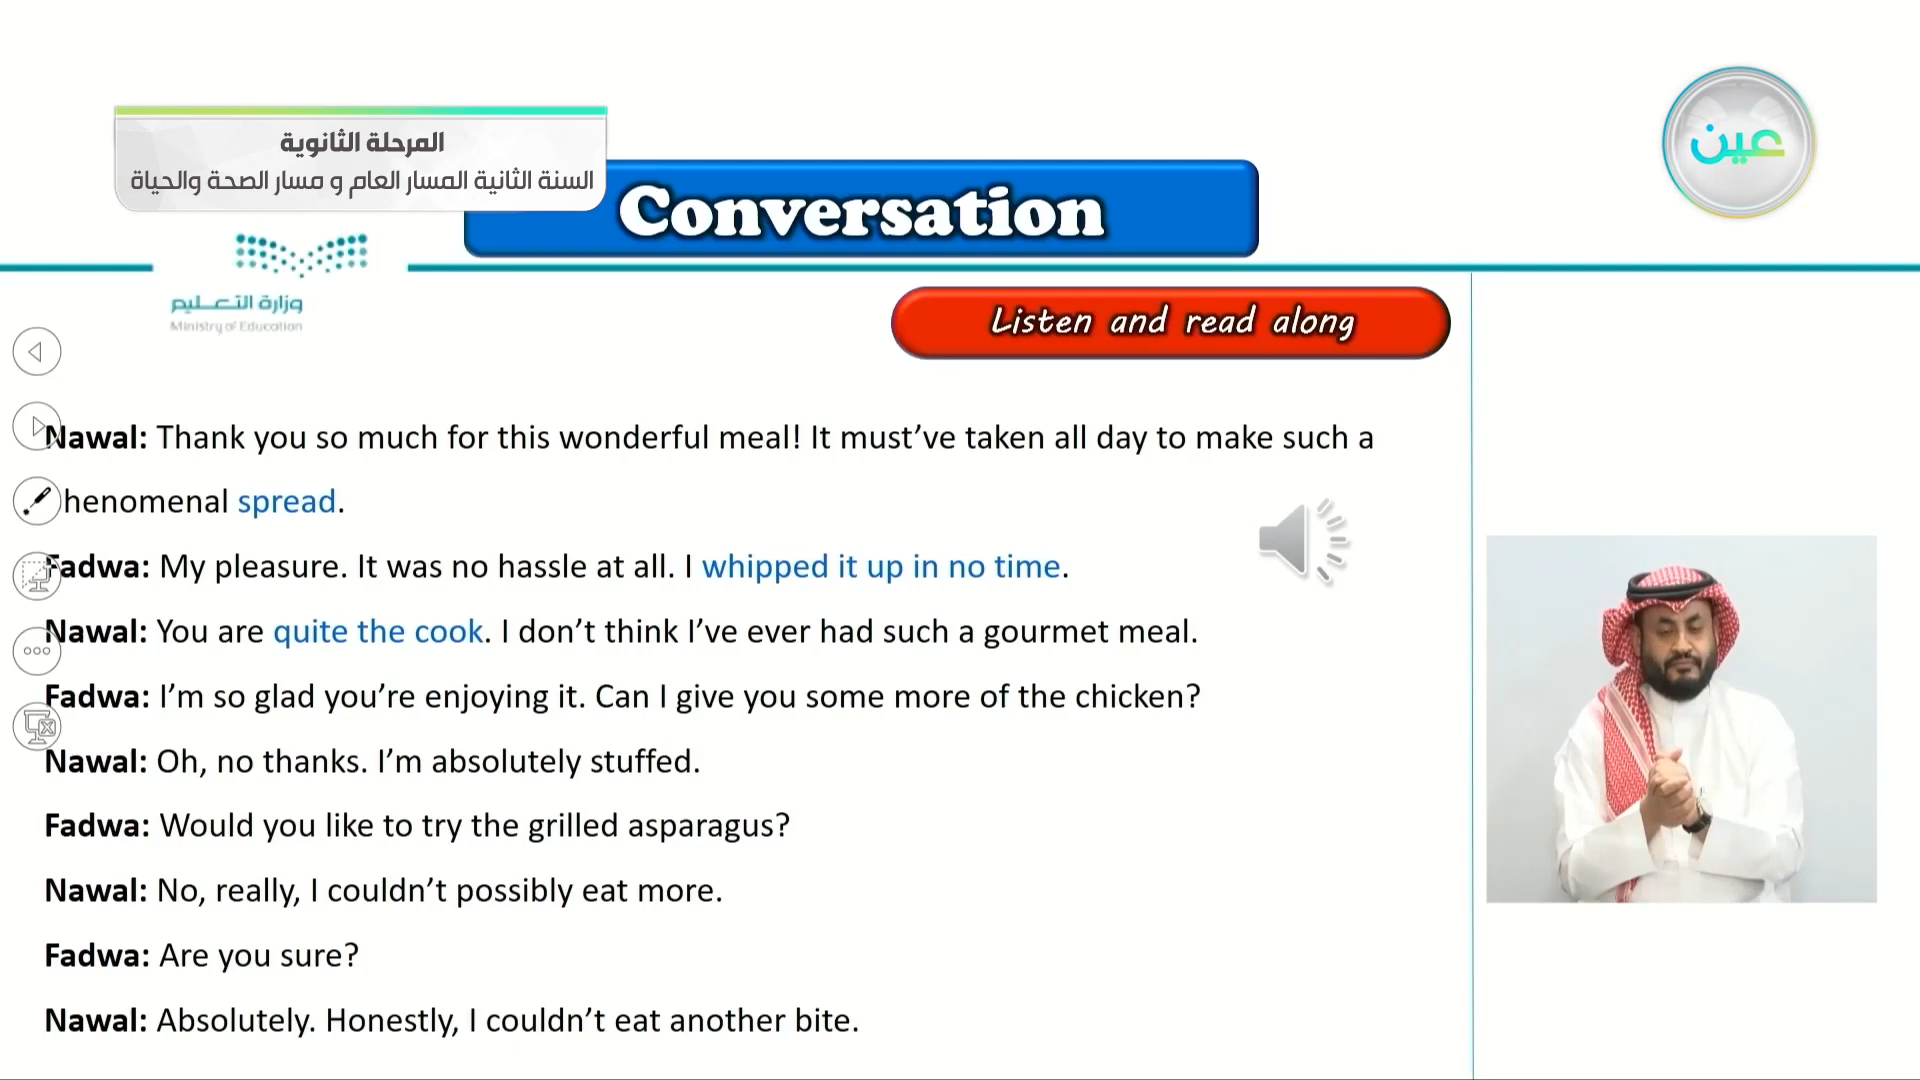 المرحلة الثانوية
السنة الثانية المسار العام و مسار الصحة والحياة
عين
Conversation
وزارة التعليم
Ministry of Education
Listen and read along
Nawal: Thank you so much for this wonderful meal! It must’ve taken all day to make such a
henomenal spread.
Fadwa: My pleasure. It was no hassle at all. I whipped it up in no time.
Nawal: You are quite the cook. I don’t think I’ve ever had such a gourmet meal.
Fadwa: I’m so glad you’re enjoying it. Can I give you some more of the chicken?
Nawal: Oh, no thanks. I’m absolutely stuffed.
Fadwa: Would you like to try the grilled asparagus?
Nawal: No, really, I couldn’t possibly eat more.
Fadwa: Are you sure?
Nawal: Absolutely. Honestly, I couldn’t eat another bite.